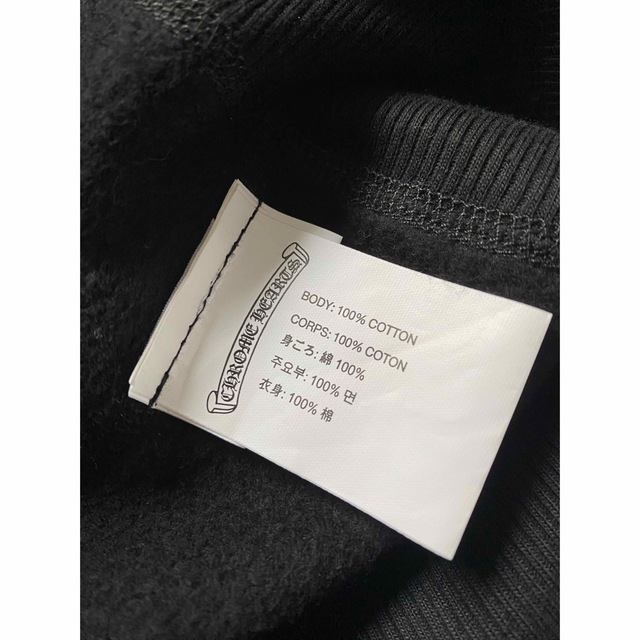 CHROME HEARTS
BODY: 100% COTTON
CORPS: 100% COTON
身ごろ: 綿 100%
주요부: 100% 면
衣身: 100% 棉